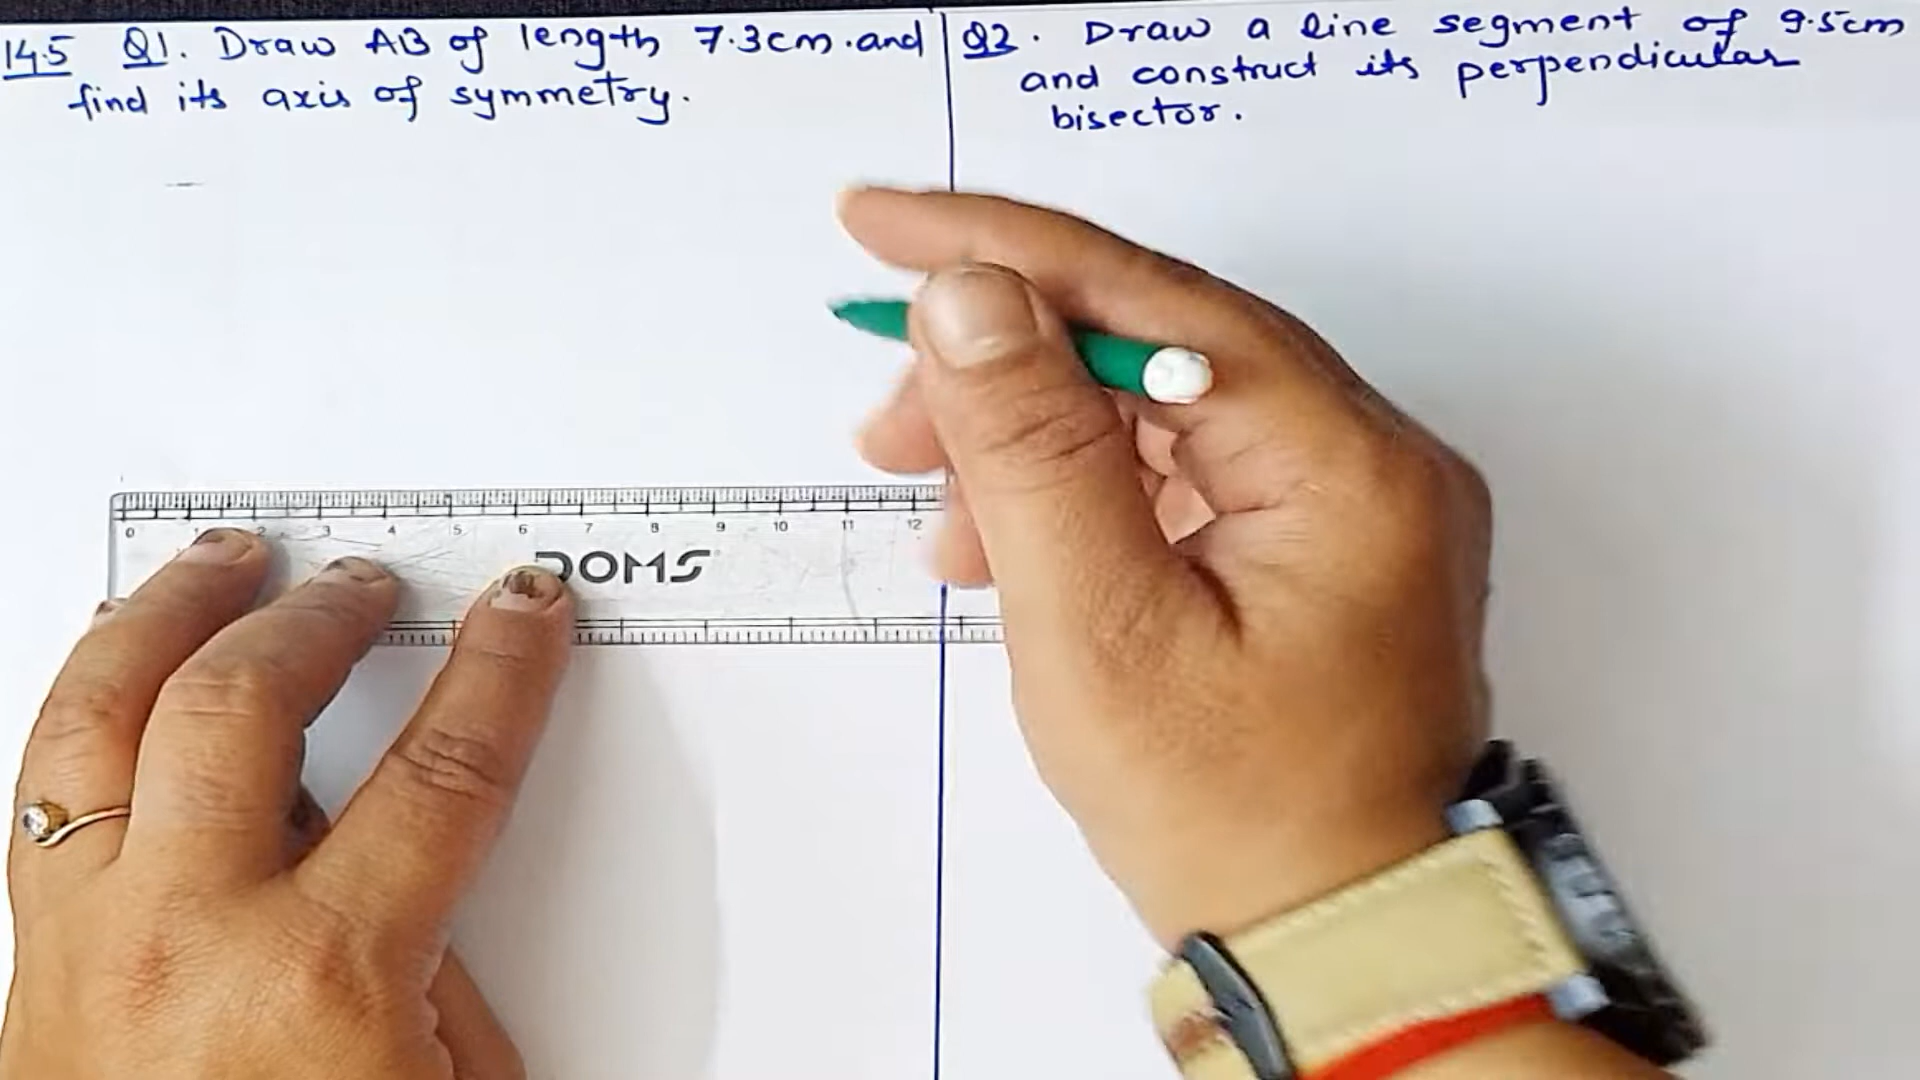 14.5 Q1. Draw AB of length 7.3cm.and
find its axis of symmetry.
Q2. Draw a line segment of 9.5cm
and construct its perpendicular
bisector.
0 1 2 3 4 5 6 7 8 9 10 11 12
DOMS